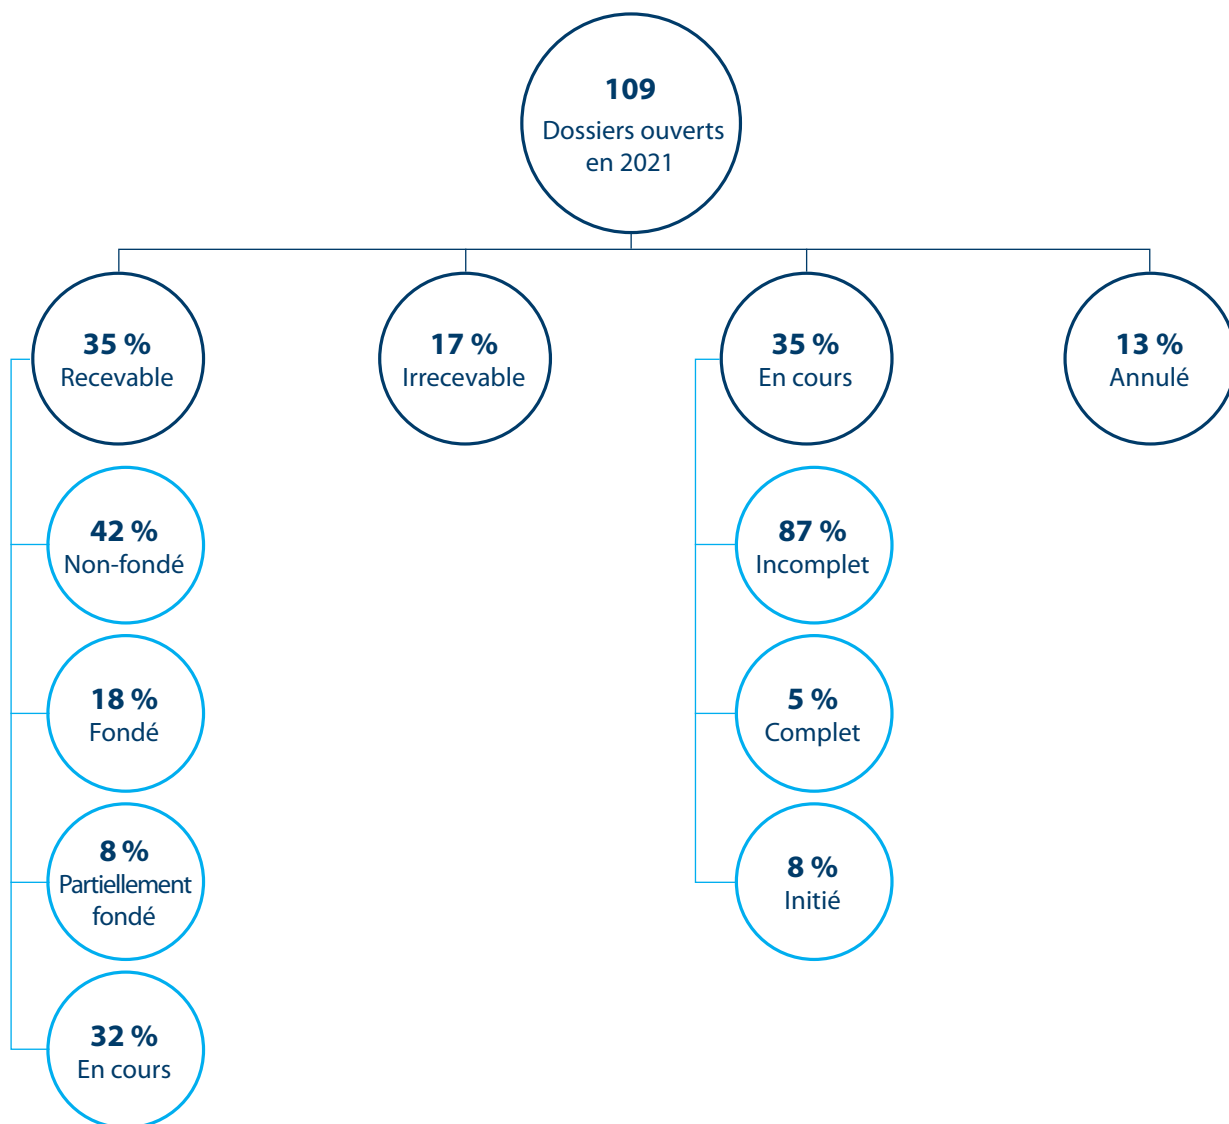 109
Dossiers ouverts
en 2021
35 %
Recevable
17 %
Irrecevable
35 %
En cours
13 %
Annulé
42 %
Non-fondé
18 %
Fondé
8 %
Partiellement
fondé
32 %
En cours
87 %
Incomplet
5 %
Complet
8 %
Initié